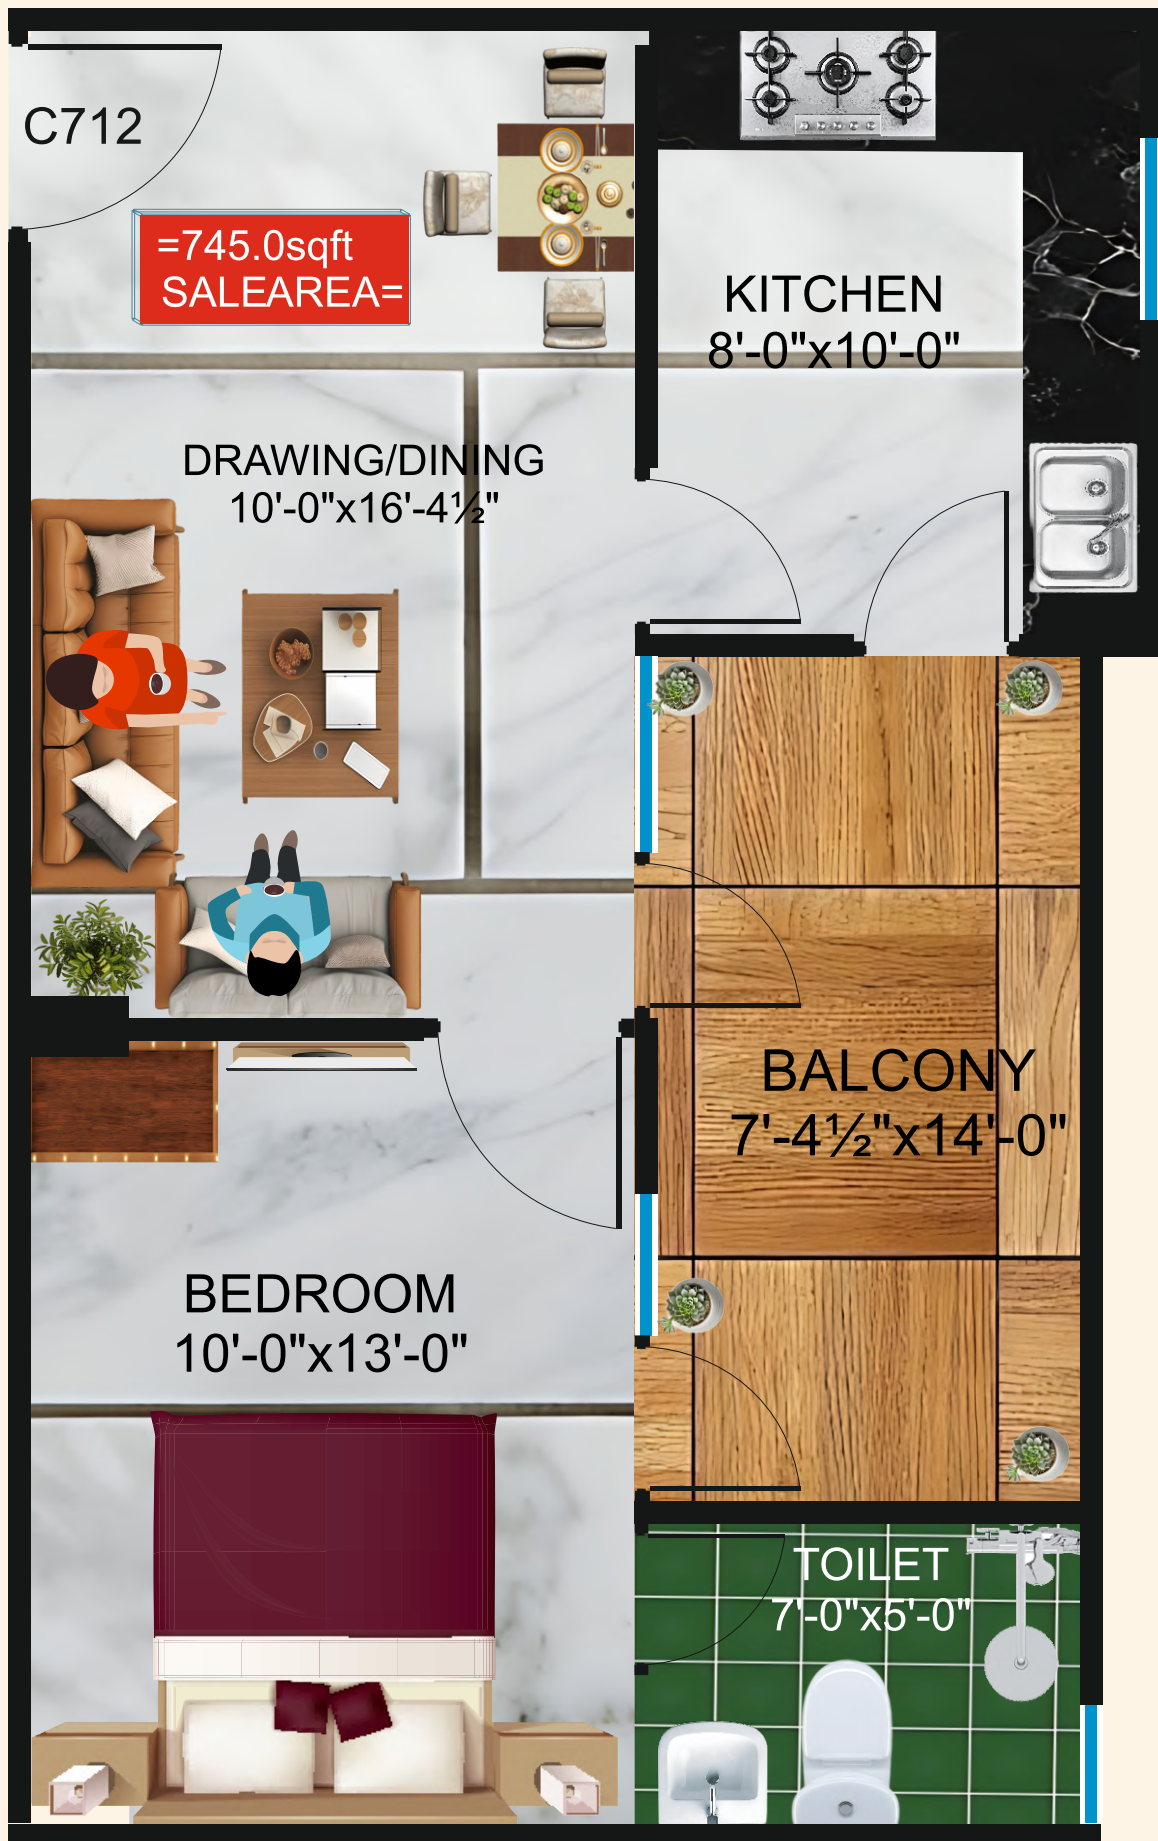 C712
=745.0sqft
SALEAREA=
KITCHEN
8'-0"x10'-0"
DRAWING/DINING
10'-0"x16'-4½"
BALCONY
7'-4½"x14'-0"
BEDROOM
10'-0"x13'-0"
TOILET
7'-0"x5'-0"